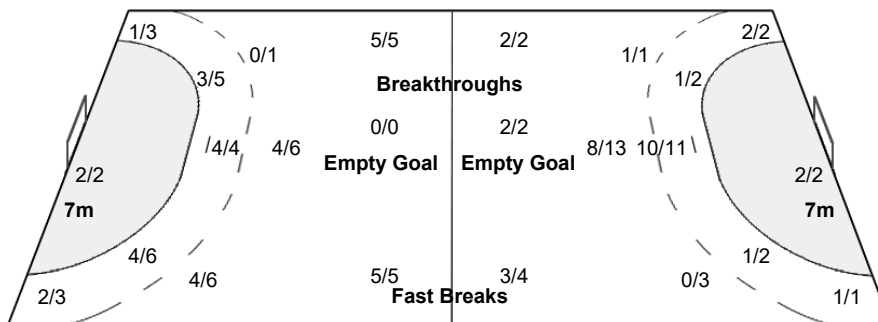 1/3 2/2
0/1 5/5 2/2 1/1
3/5 Breakthroughs 1/2
4/4 4/6 0/0 2/2 8/13 10/11
Empty Goal Empty Goal
2/2 2/2
7m 7m
4/6 1/2
4/6 5/5 3/4 0/3
2/3 Fast Breaks 1/1